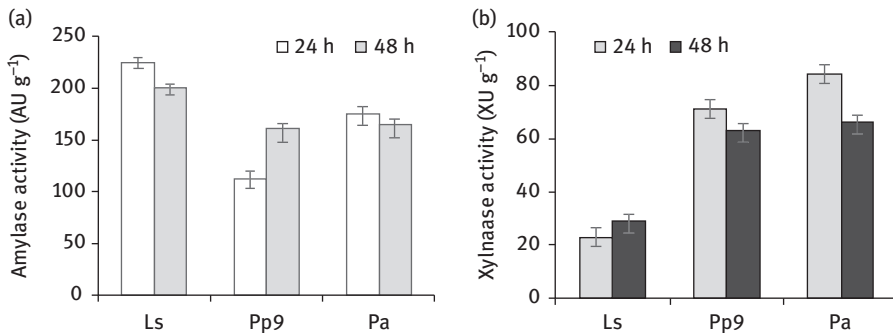 (a)
250
200
150
100
50
0
Amylase activity (AU g⁻¹)
24 h 48 h
Ls Pp9 Pa
(b)
100
80
60
40
20
0
Xylnaase activity (XU g⁻¹)
24 h 48 h
Ls Pp9 Pa